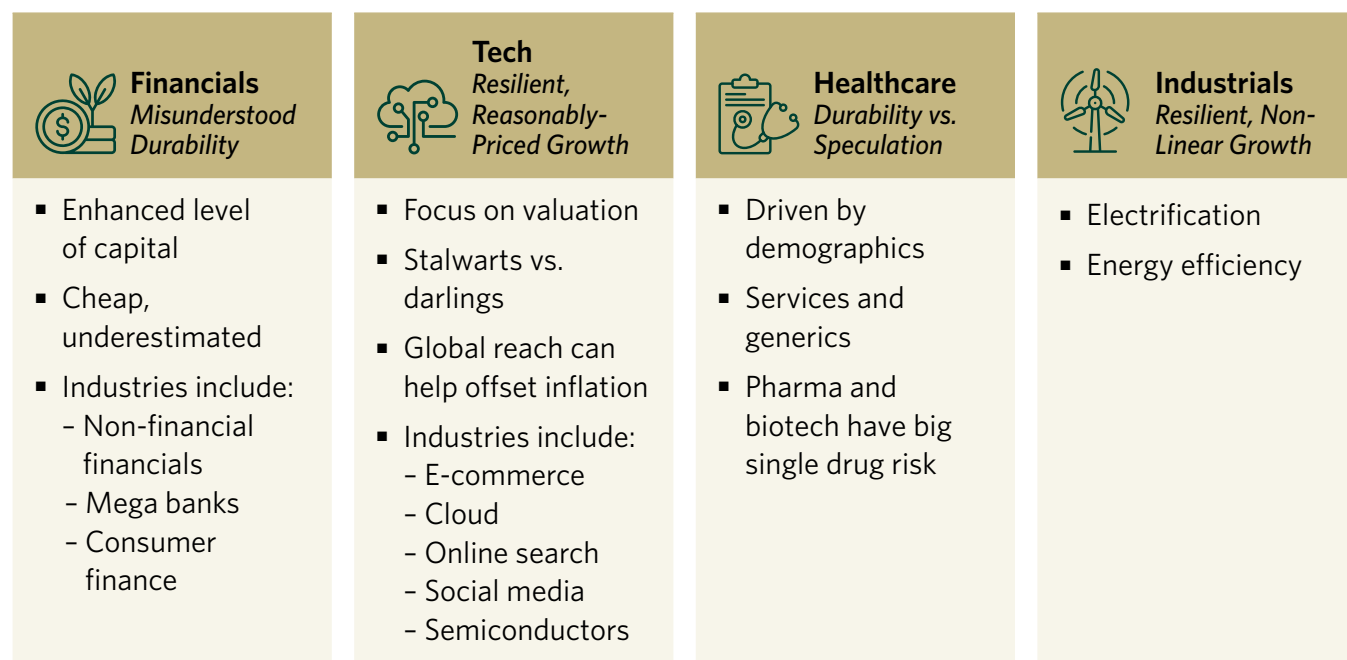 Financials
Misunderstood
Durability
▪ Enhanced level
of capital
▪ Cheap,
underestimated
▪ Industries include:
– Non-financial
financials
– Mega banks
– Consumer
finance
Tech
Resilient,
Reasonably-
Priced Growth
▪ Focus on valuation
▪ Stalwarts vs.
darlings
▪ Global reach can
help offset inflation
▪ Industries include:
– E-commerce
– Cloud
– Online search
– Social media
– Semiconductors
Healthcare
Durability vs.
Speculation
▪ Driven by
demographics
▪ Services and
generics
▪ Pharma and
biotech have big
single drug risk
Industrials
Resilient, Non-
Linear Growth
▪ Electrification
▪ Energy efficiency